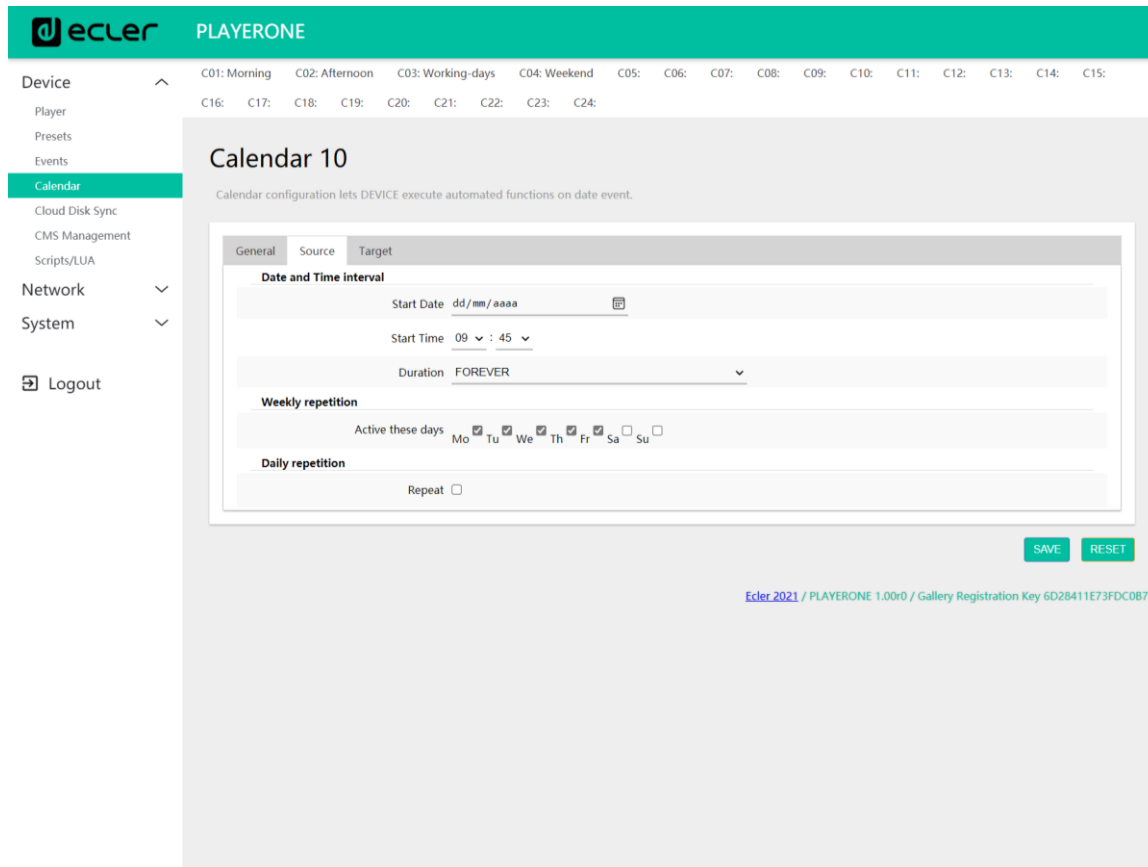 ecler PLAYERONE
Device
Player
Presets
Events
Calendar
Cloud Disk Sync
CMS Management
Scripts/LUA
Network
System
Logout
C01: Morning C02: Afternoon C03: Working-days C04: Weekend C05: C06: C07: C08: C09: C10: C11: C12: C13: C14: C15:
C16: C17: C18: C19: C20: C21: C22: C23: C24:
Calendar 10
Calendar configuration lets DEVICE execute automated functions on date event.
General Source Target
Date and Time interval
Start Date dd/mm/aaaa
Start Time 09 : 45
Duration FOREVER
Weekly repetition
Active these days Mo Tu We Th Fr Sa Su
Daily repetition
Repeat
SAVE RESET
Ecler 2021 / PLAYERONE 1.00r0 / Gallery Registration Key 6D28411E73FDC0B7